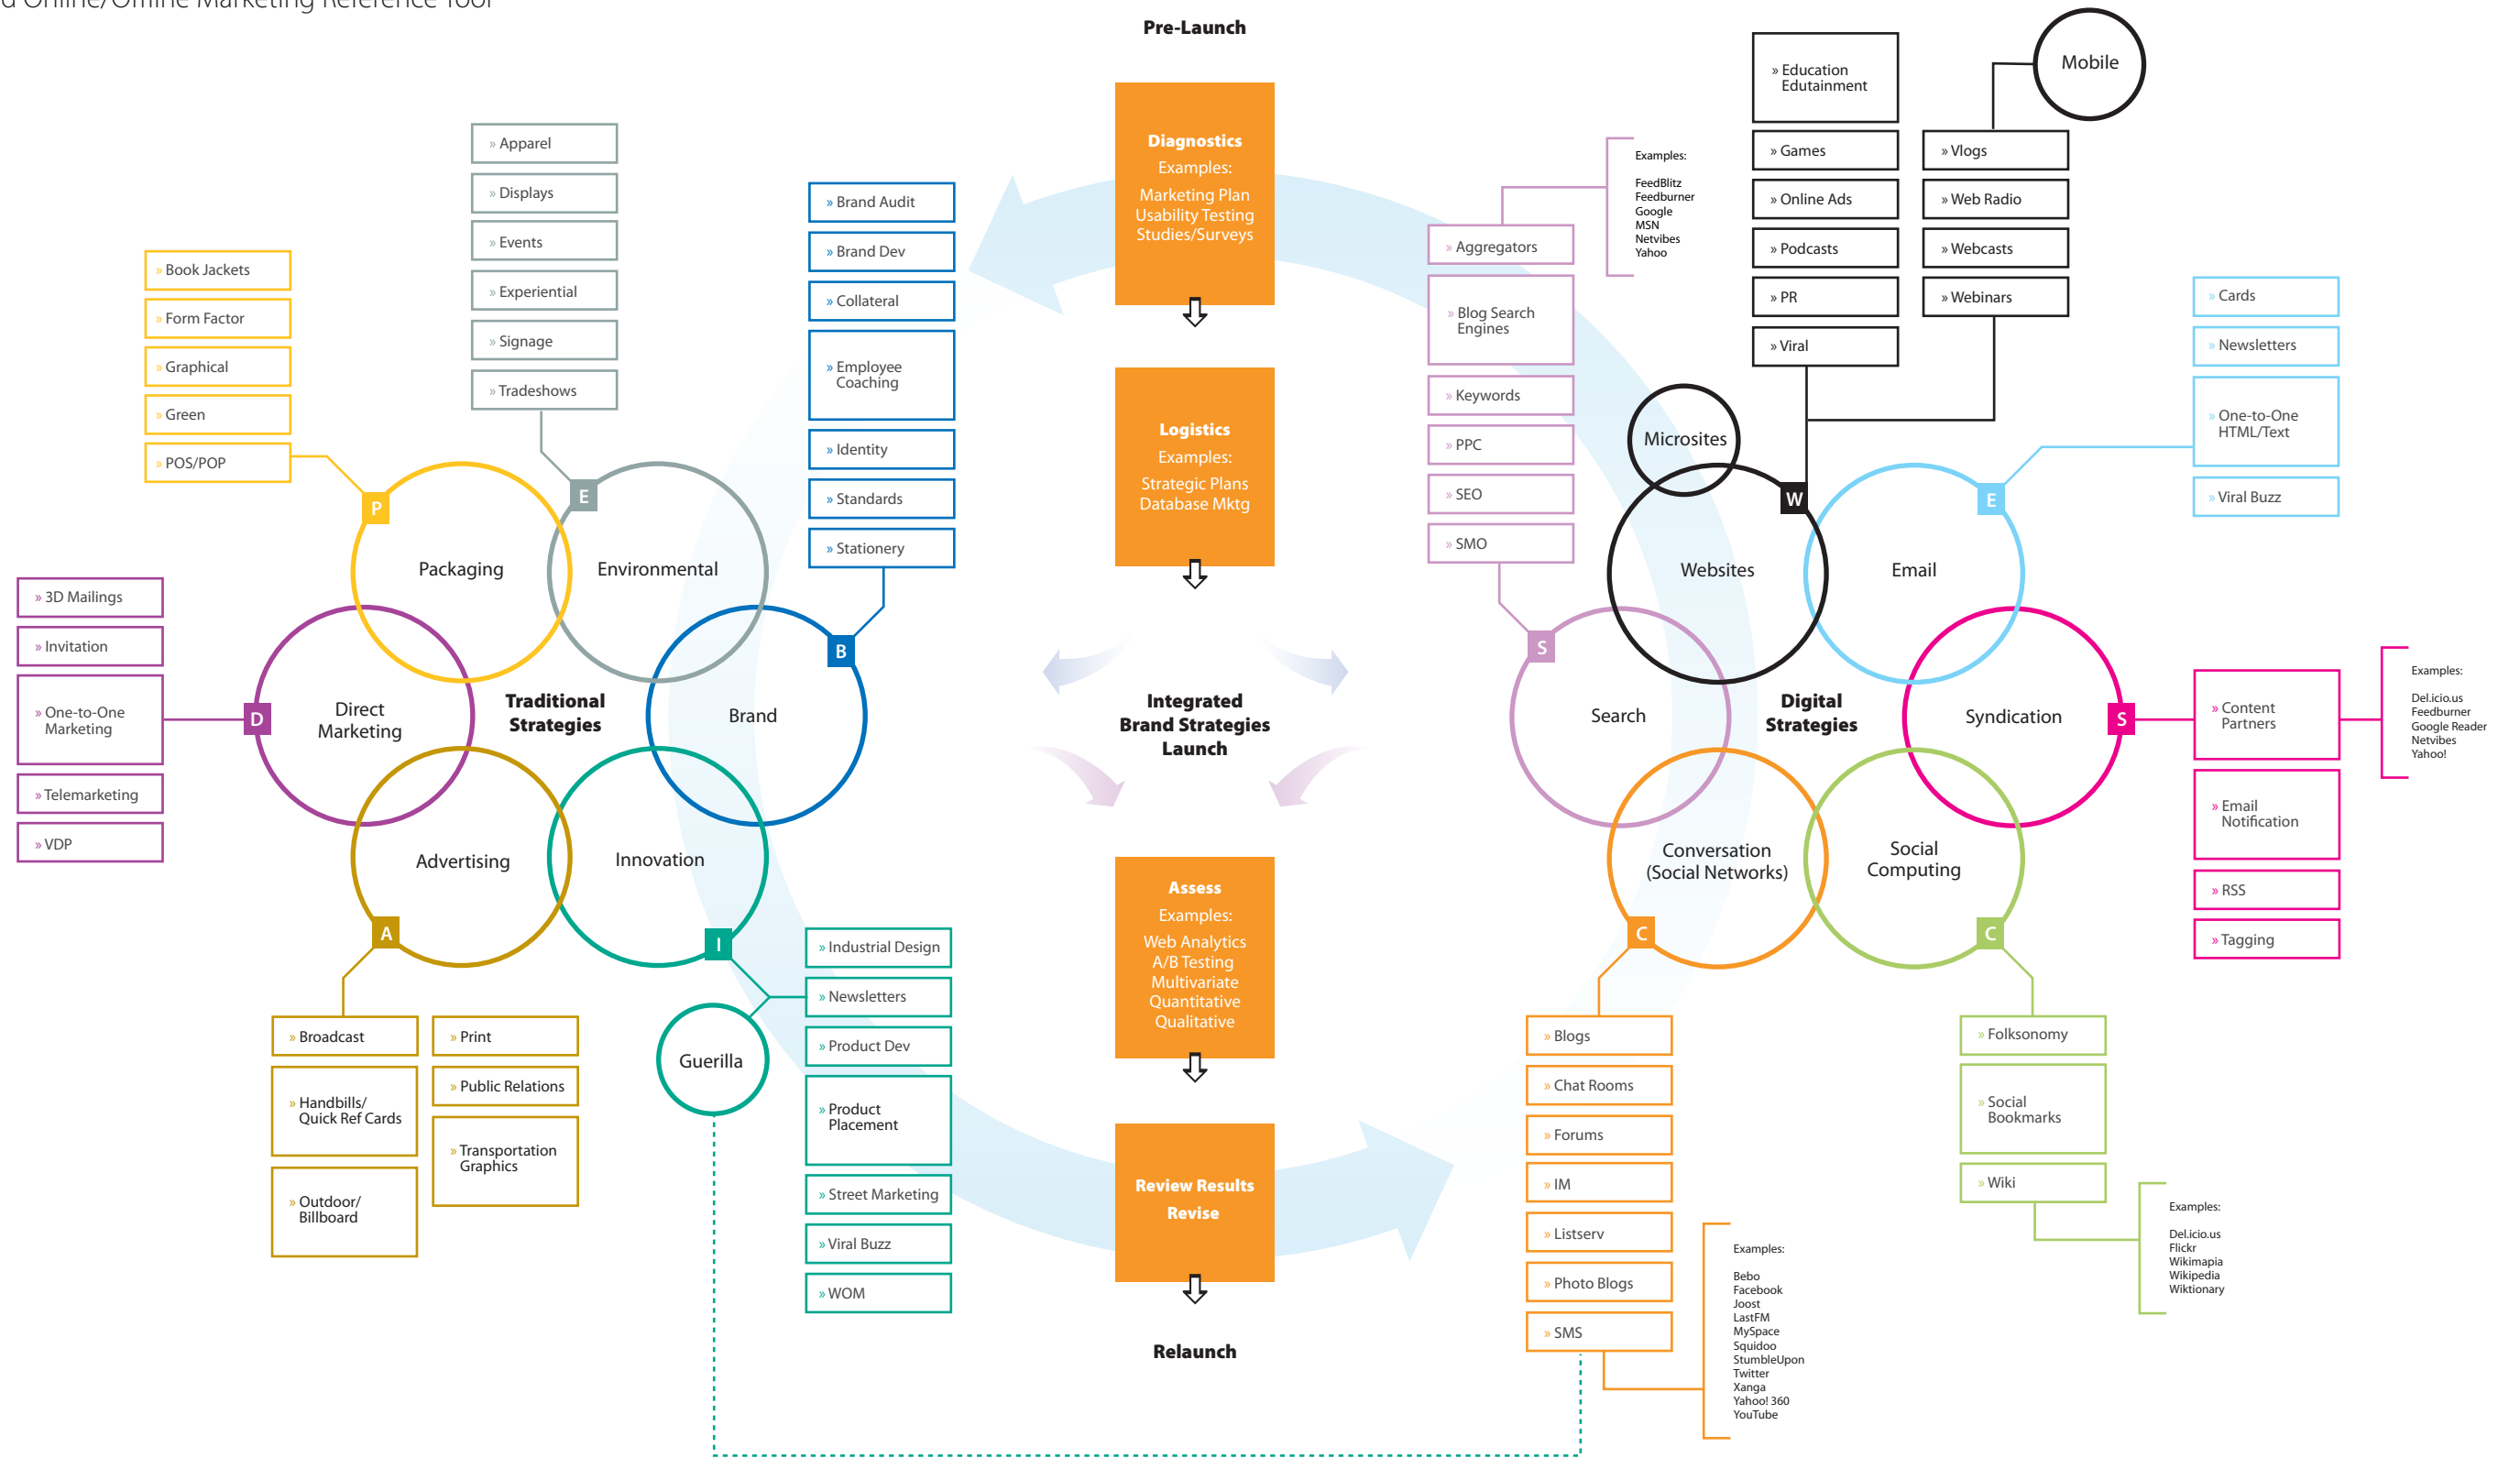 d Online/Offline Marketing Reference Tool
Pre-Launch
Diagnostics
Examples:
Marketing Plan
Usability Testing
Studies/Surveys
Logistics
Examples:
Strategic Plans
Database Mktg
Integrated
Brand Strategies
Launch
Assess
Examples:
Web Analytics
A/B Testing
Multivariate
Quantitative
Qualitative
Review Results
Revise
Relaunch
Traditional
Strategies
» Book Jackets
» Form Factor
» Graphical
» Green
» POS/POP
P
Packaging
» Apparel
» Displays
» Events
» Experiential
» Signage
» Tradeshows
E
Environmental
» Brand Audit
» Brand Dev
» Collateral
» Employee
Coaching
» Identity
» Standards
» Stationery
B
Brand
» 3D Mailings
» Invitation
» One-to-One
Marketing
» Telemarketing
» VDP
D
Direct
Marketing
Advertising
A
» Broadcast
» Handbills/
Quick Ref Cards
» Outdoor/
Billboard
» Print
» Public Relations
» Transportation
Graphics
Innovation
I
Guerilla
» Industrial Design
» Newsletters
» Product Dev
» Product
Placement
» Street Marketing
» Viral Buzz
» WOM
Digital
Strategies
» Aggregators
» Blog Search
Engines
» Keywords
» PPC
» SEO
» SMO
Examples:
FeedBlitz
Feedburner
Google
MSN
Netvibes
Yahoo
S
Search
» Education
Edutainment
» Games
» Online Ads
» Podcasts
» PR
» Viral
Mobile
» Vlogs
» Web Radio
» Webcasts
» Webinars
Microsites
W
Websites
» Cards
» Newsletters
» One-to-One
HTML/Text
» Viral Buzz
E
Email
Syndication
S
» Content
Partners
» Email
Notification
» RSS
» Tagging
Examples:
Del.icio.us
Feedburner
Google Reader
Netvibes
Yahoo!
Conversation
(Social Networks)
C
» Blogs
» Chat Rooms
» Forums
» IM
» Listserv
» Photo Blogs
» SMS
Examples:
Bebo
Facebook
Joost
LastFM
MySpace
Squidoo
StumbleUpon
Twitter
Xanga
Yahoo! 360
YouTube
Social
Computing
C
» Folksonomy
» Social
Bookmarks
» Wiki
Examples:
Del.icio.us
Flickr
Wikimapia
Wikipedia
Wiktionary